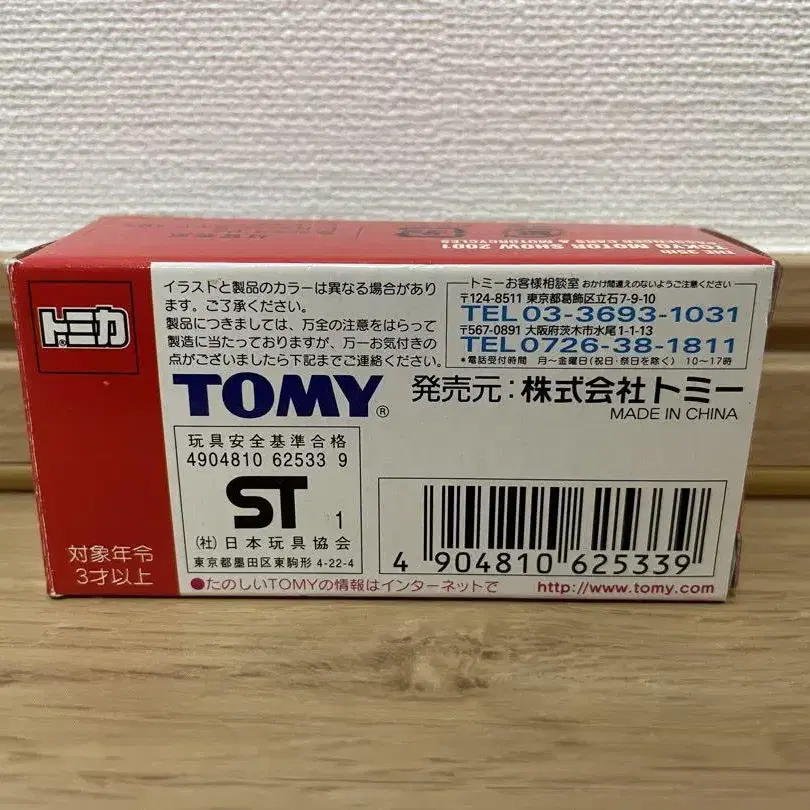 THE 35th
TOKYO MOTOR SHOW 2001
PASSENGER CARS & MOTORCYCLES
トミカ
イラストと製品のカラーは異なる場合があり
ます。ご了承ください。
製品につきましては、万全の注意をはらって
製造に当たっておりますが、万一お気付きの
点がございましたら下記までご連絡ください。
トミーお客様相談室 おかけ間違えのないようご注意ください
〒124-8511 東京都葛飾区立石7-9-10
TEL03-3693-1031
〒567-0891 大阪府茨木市水尾1-1-13
TEL0726-38-1811
*電話受付時間 月〜金曜日(祝日・祭日を除く) 10〜17時
TOMY®
発売元:株式会社トミー
MADE IN CHINA
玩具安全基準合格
4904810 62533 9
ST 1
(社)日本玩具協会
東京都墨田区東駒形 4-22-4
対象年令
3才以上
4 904810 625339
●たのしいTOMYの情報はインターネットで http://www.tomy.com